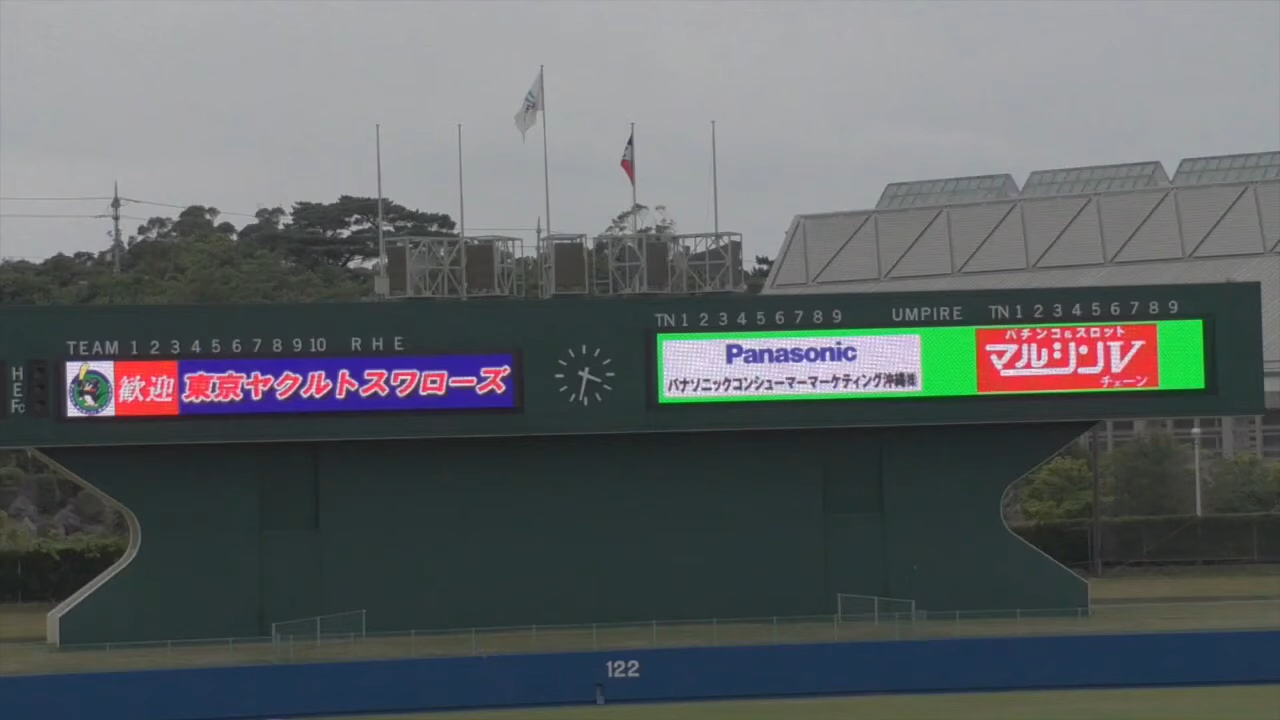 TEAM 1 2 3 4 5 6 7 8 9 10 R H E
TN 1 2 3 4 5 6 7 8 9 UMPIRE TN 1 2 3 4 5 6 7 8 9
H
E
Fc
歓迎 東京ヤクルトスワローズ
Panasonic
パナソニックコンシューマーマーケティング沖縄㈱
パチンコ&スロット
マルシンV
チェーン
122